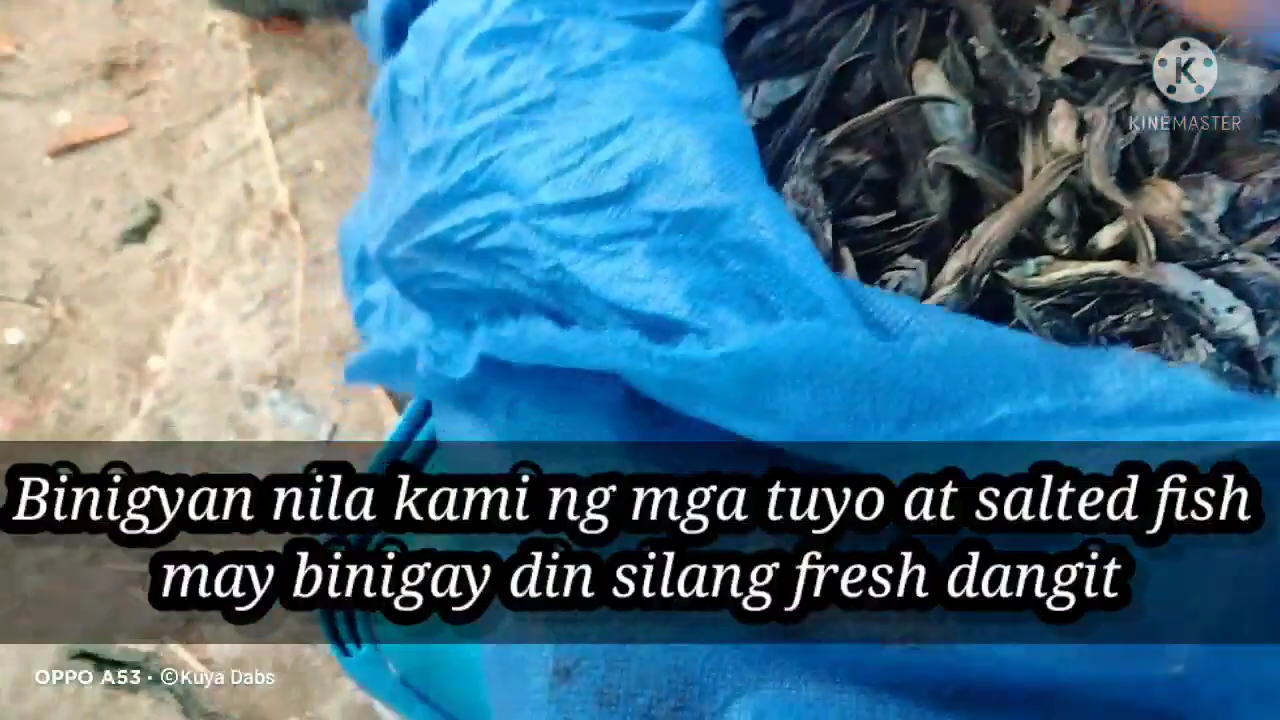 K
KINEMASTER
Binigyan nila kami ng mga tuyo at salted fish
may binigay din silang fresh dangit
OPPO A53 · ©Kuya Dabs